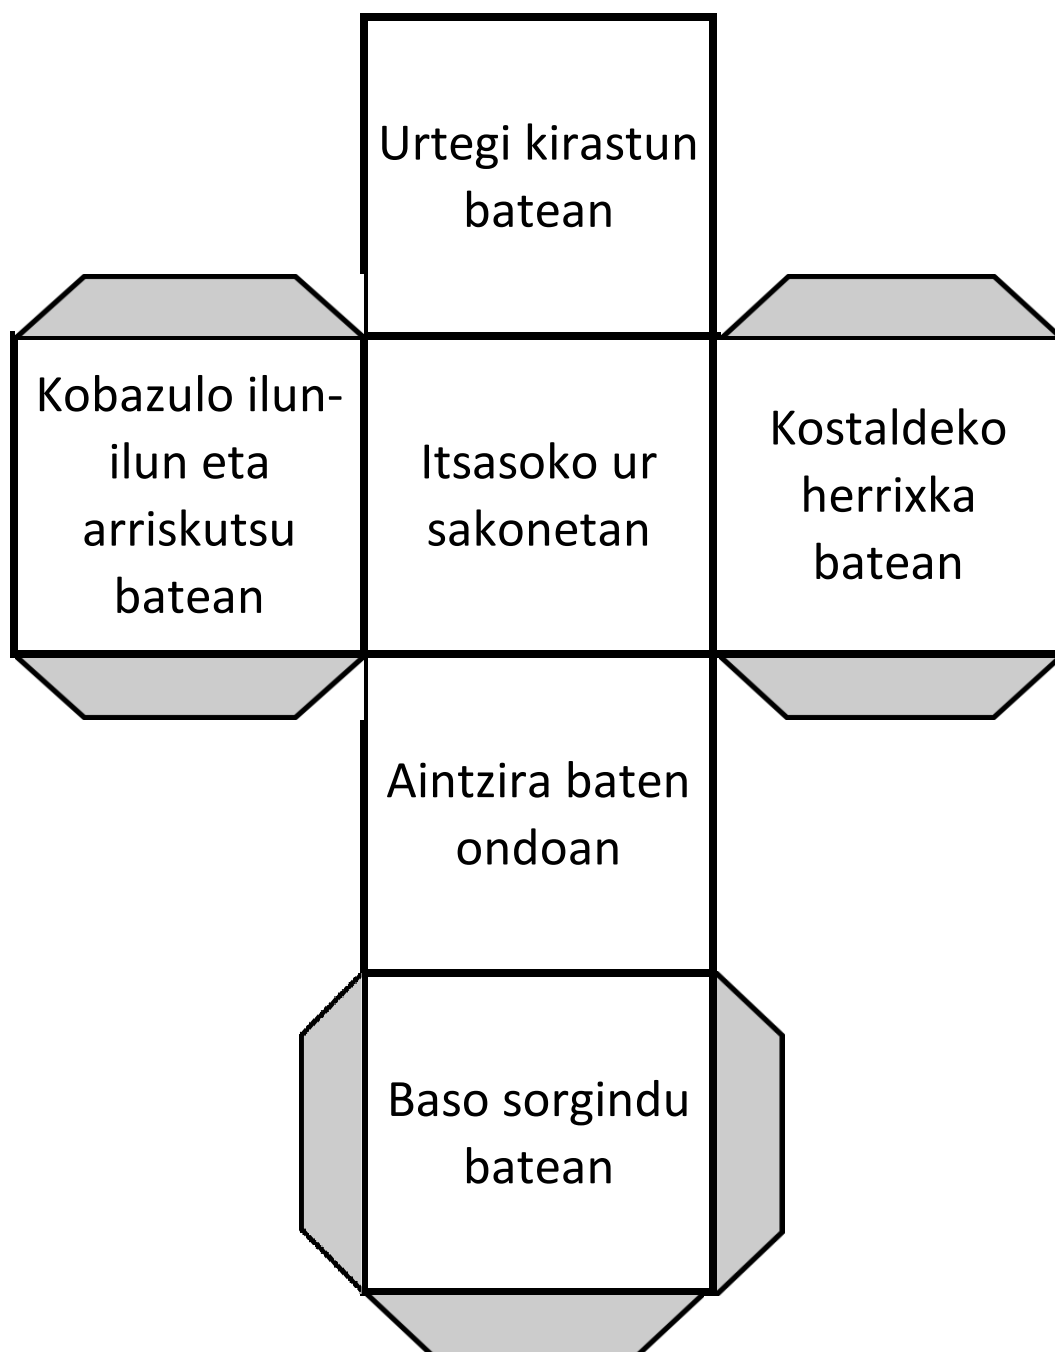 Urtegi kirastun
batean
Kobazulo ilun-
ilun eta
arriskutsu
batean
Itsasoko ur
sakonetan
Kostaldeko
herrixka
batean
Aintzira baten
ondoan
Baso sorgindu
batean